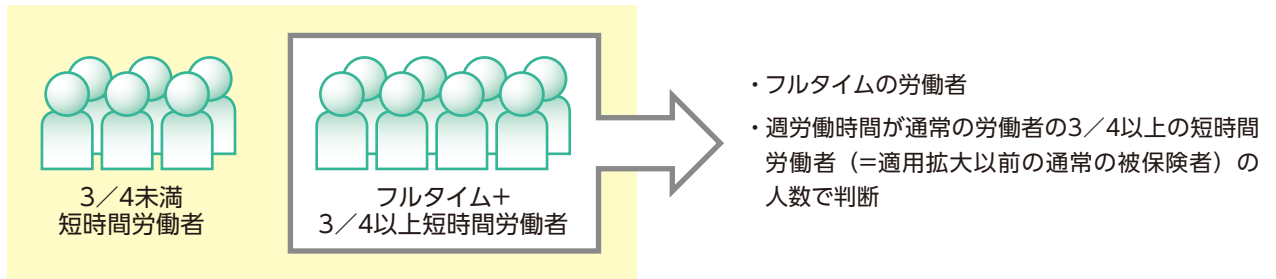 3／4未満
短時間労働者
フルタイム＋
3／4以上短時間労働者
・フルタイムの労働者
・週労働時間が通常の労働者の3／4以上の短時間
労働者（＝適用拡大以前の通常の被保険者）の
人数で判断